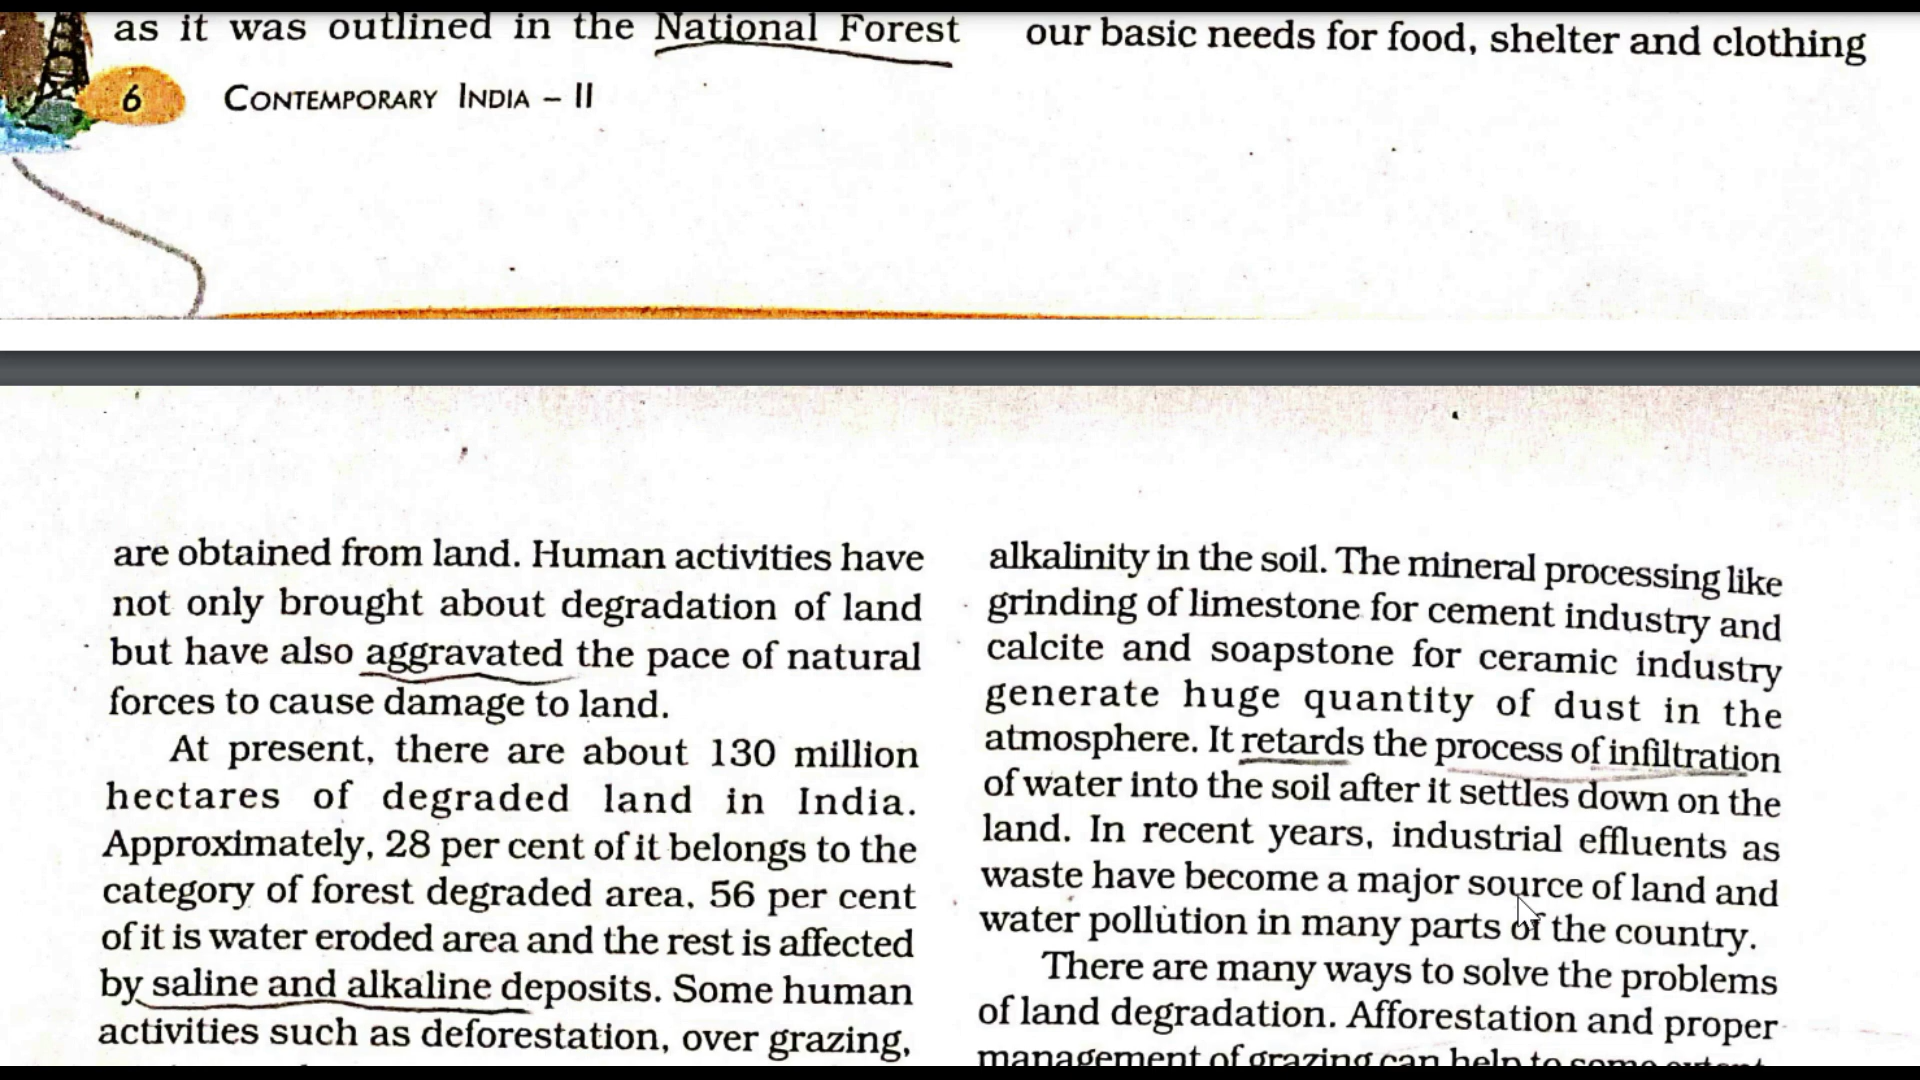 as it was outlined in the National Forest
our basic needs for food, shelter and clothing
6 CONTEMPORARY INDIA – II
are obtained from land. Human activities have
not only brought about degradation of land
but have also aggravated the pace of natural
forces to cause damage to land.
At present, there are about 130 million
hectares of degraded land in India.
Approximately, 28 per cent of it belongs to the
category of forest degraded area, 56 per cent
of it is water eroded area and the rest is affected
by saline and alkaline deposits. Some human
activities such as deforestation, over grazing,
alkalinity in the soil. The mineral processing like
grinding of limestone for cement industry and
calcite and soapstone for ceramic industry
generate huge quantity of dust in the
atmosphere. It retards the process of infiltration
of water into the soil after it settles down on the
land. In recent years, industrial effluents as
waste have become a major source of land and
water pollution in many parts of the country.
There are many ways to solve the problems
of land degradation. Afforestation and proper
management of grazing can help to some extent.